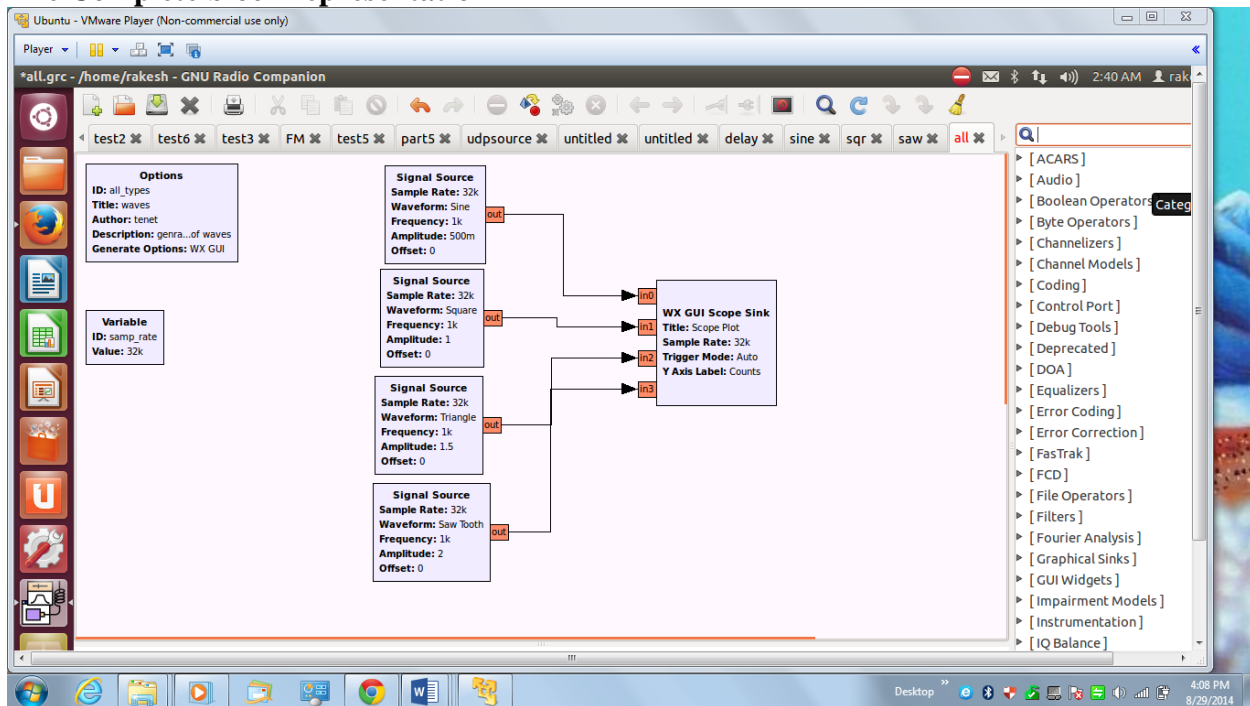 Ubuntu - VMware Player (Non-commercial use only)
Player
*all.grc - /home/rakesh - GNU Radio Companion
2:40 AM rak
test2 test6 test3 FM test5 part5 udpsource untitled untitled delay sine sqr saw all
Options
ID: all_types
Title: waves
Author: tenet
Description: genra...of waves
Generate Options: WX GUI
Variable
ID: samp_rate
Value: 32k
Signal Source
Sample Rate: 32k
Waveform: Sine
Frequency: 1k
Amplitude: 500m
Offset: 0
out
Signal Source
Sample Rate: 32k
Waveform: Square
Frequency: 1k
Amplitude: 1
Offset: 0
out
Signal Source
Sample Rate: 32k
Waveform: Triangle
Frequency: 1k
Amplitude: 1.5
Offset: 0
out
Signal Source
Sample Rate: 32k
Waveform: Saw Tooth
Frequency: 1k
Amplitude: 2
Offset: 0
out
in0
in1
in2
in3
WX GUI Scope Sink
Title: Scope Plot
Sample Rate: 32k
Trigger Mode: Auto
Y Axis Label: Counts
[ ACARS ]
[ Audio ]
[ Boolean Operators
Categ
[ Byte Operators ]
[ Channelizers ]
[ Channel Models ]
[ Coding ]
[ Control Port ]
[ Debug Tools ]
[ Deprecated ]
[ DOA ]
[ Equalizers ]
[ Error Coding ]
[ Error Correction ]
[ FasTrak ]
[ FCD ]
[ File Operators ]
[ Filters ]
[ Fourier Analysis ]
[ Graphical Sinks ]
[ GUI Widgets ]
[ Impairment Models ]
[ Instrumentation ]
[ IQ Balance ]
Desktop
4:08 PM
8/29/2014